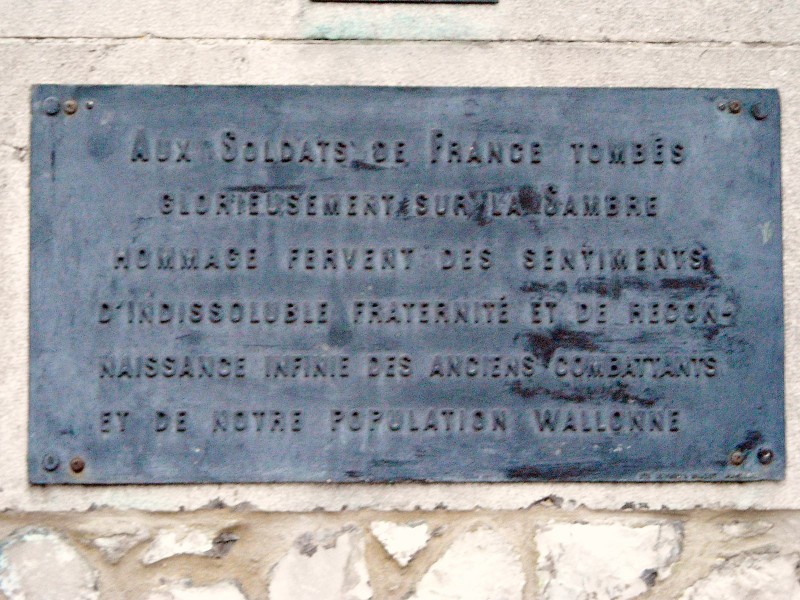 AUX SOLDATS DE FRANCE TOMBÉS
GLORIEUSEMENT SUR LA SAMBRE
HOMMAGE FERVENT DES SENTIMENTS
D'INDISSOLUBLE FRATERNITÉ ET DE RECON-
NAISSANCE INFINIE DES ANCIENS COMBATTANTS
ET DE NOTRE POPULATION WALLONNE